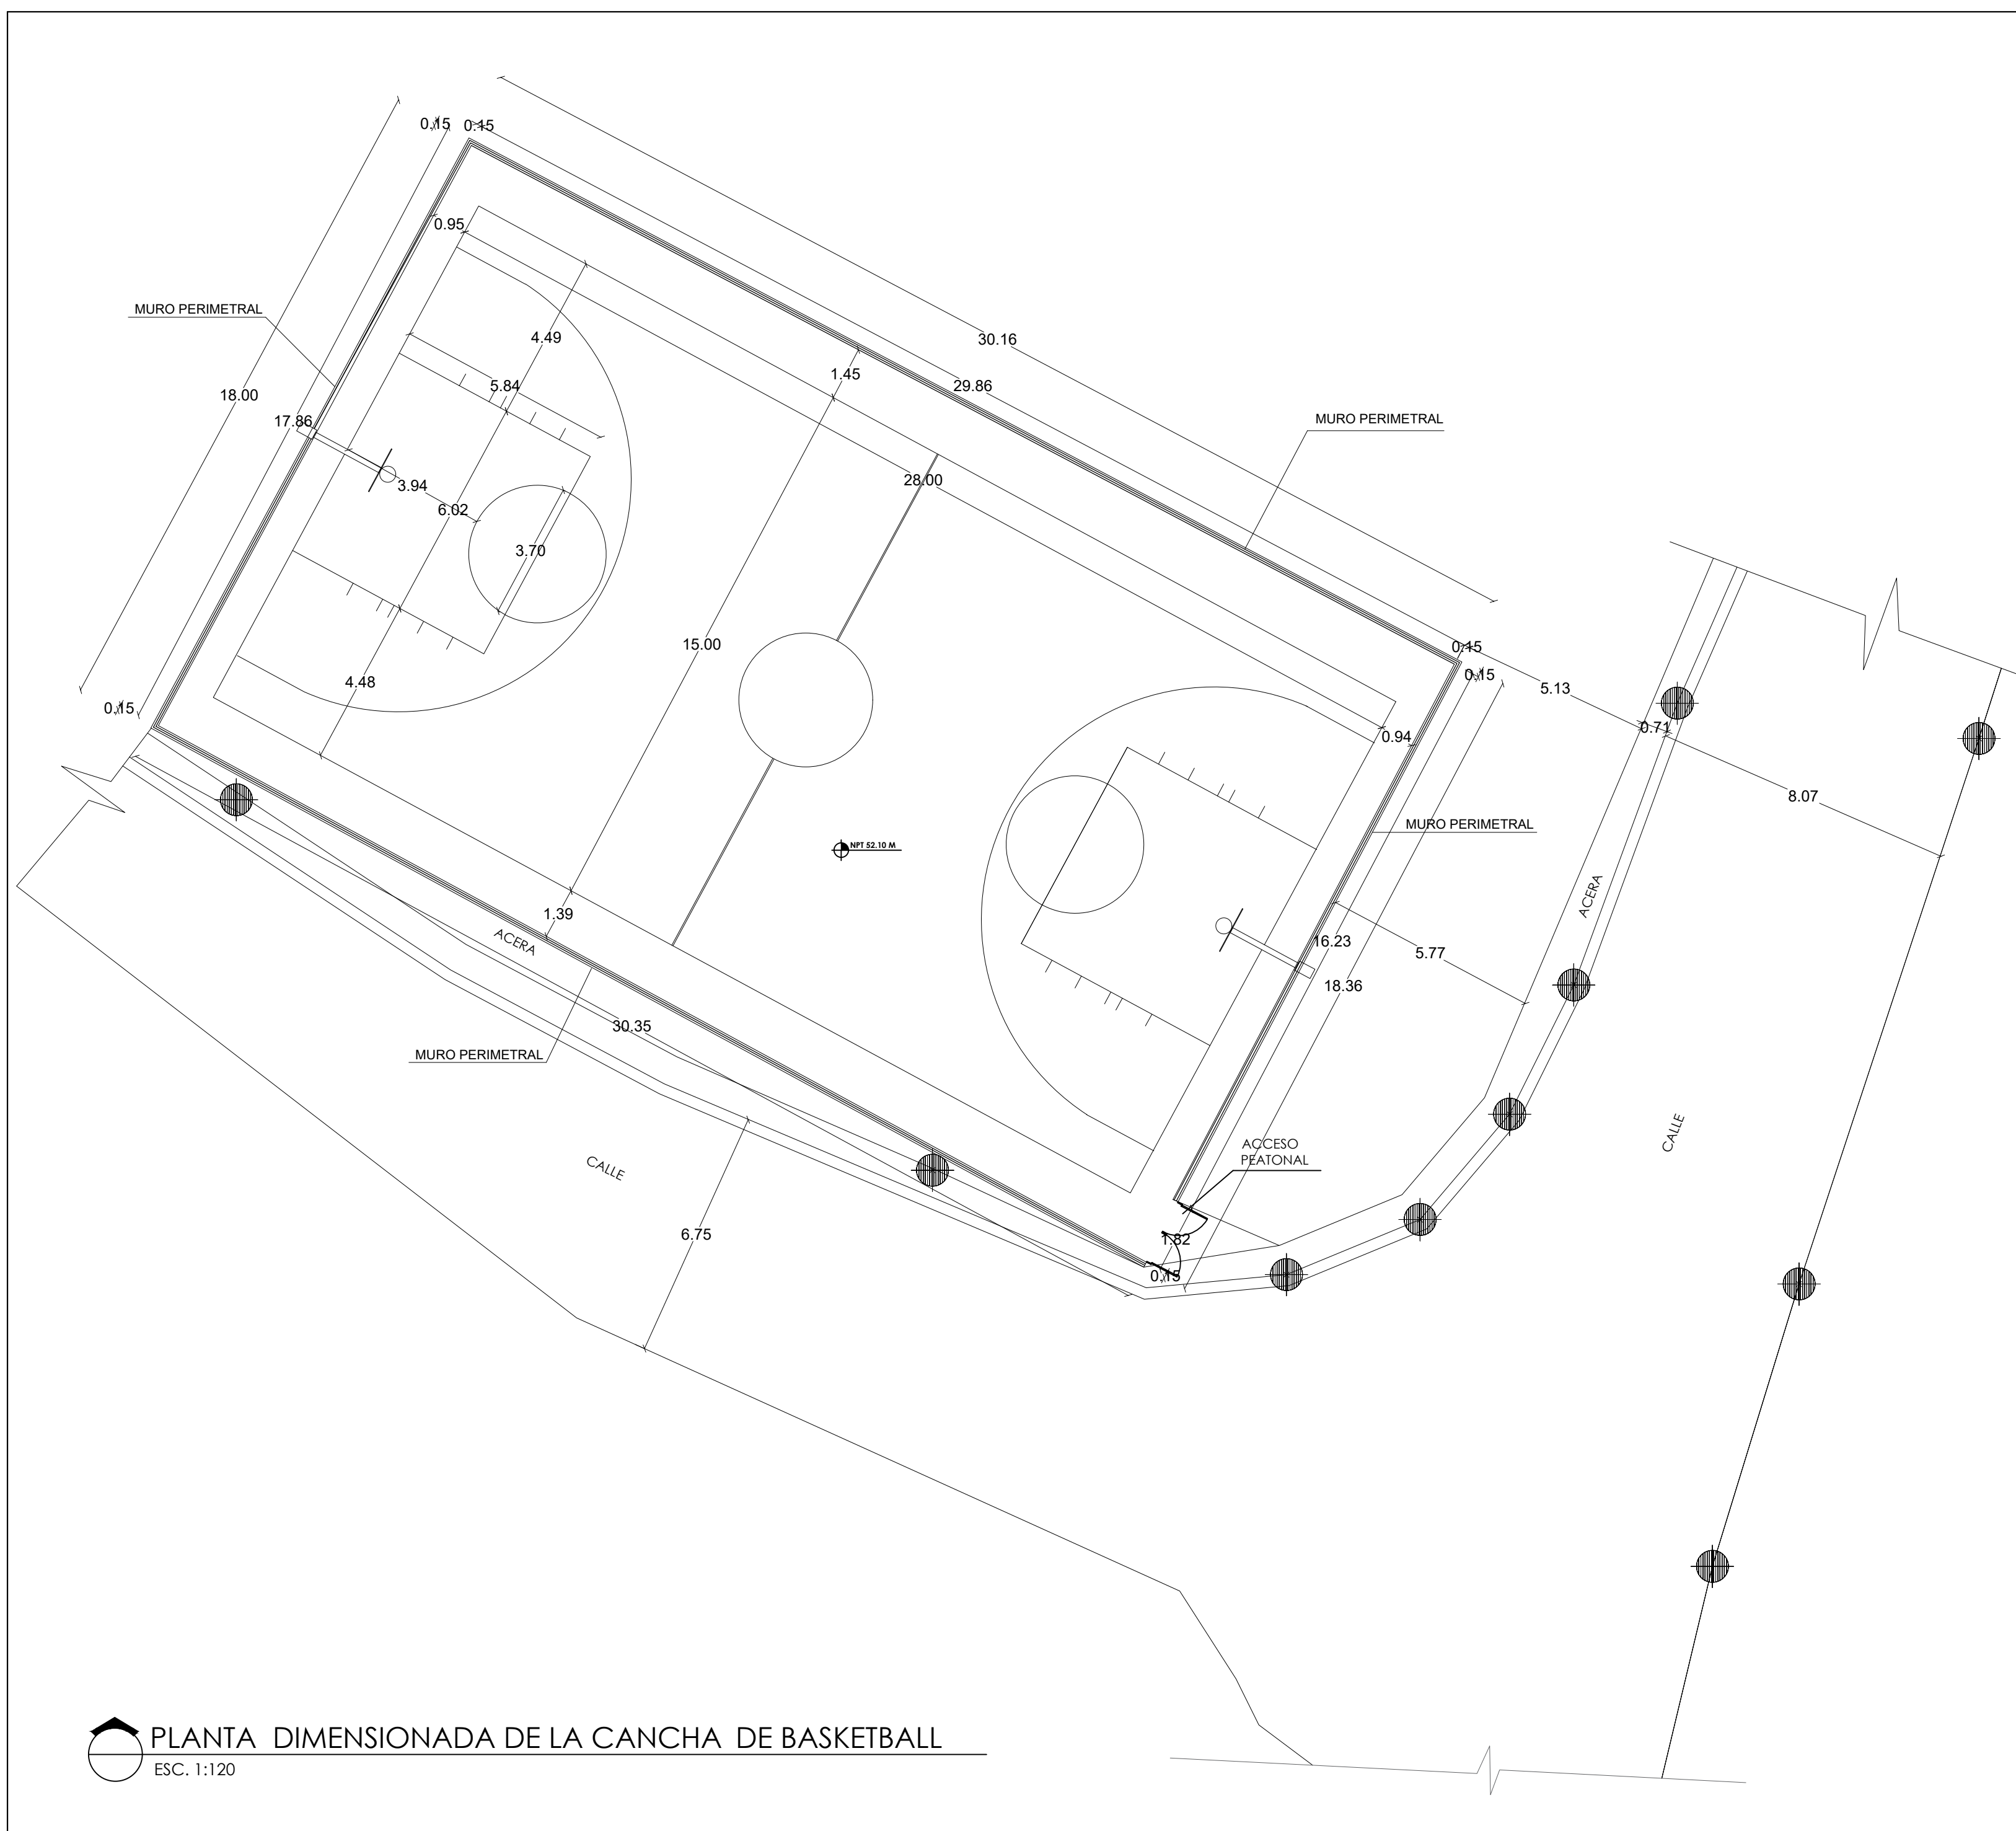 0.15
0.15
0.95
MURO PERIMETRAL
4.49
30.16
1.45
5.84
29.86
18.00
17.86
MURO PERIMETRAL
28.00
3.94
6.02
3.70
15.00
0.15
0.15
5.13
4.48
0.15
0.71
0.94
8.07
MURO PERIMETRAL
NPT 52.10 M
ACERA
1.39
ACERA
16.23
5.77
18.36
30.35
MURO PERIMETRAL
CALLE
ACCESO
PEATONAL
CALLE
6.75
1.82
0.15
PLANTA DIMENSIONADA DE LA CANCHA DE BASKETBALL
ESC. 1:120